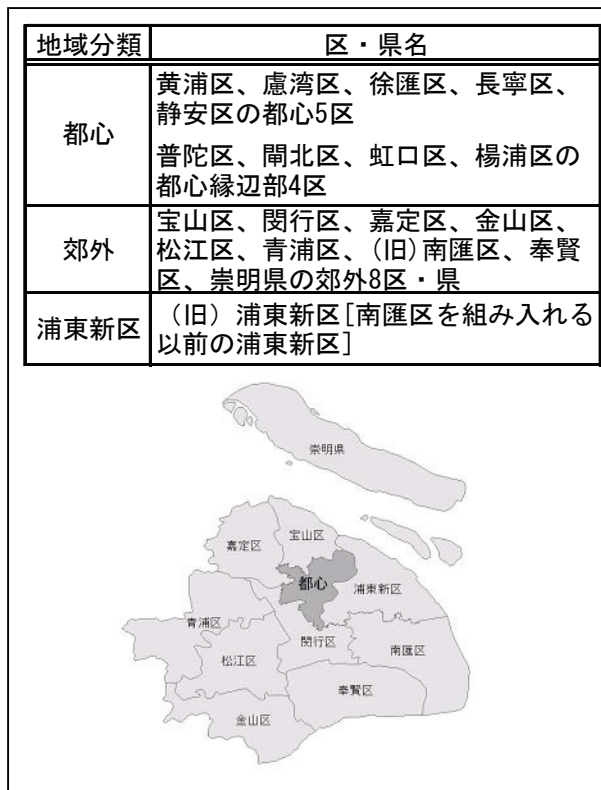 地域分類
区・県名
都心
黄浦区、慮湾区、徐匯区、長寧区、
静安区の都心5区
普陀区、閘北区、虹口区、楊浦区の
都心縁辺部4区
郊外
宝山区、閔行区、嘉定区、金山区、
松江区、青浦区、(旧)南匯区、奉賢
区、崇明県の郊外8区・県
浦東新区
（旧）浦東新区[南匯区を組み入れる
以前の浦東新区]
崇明県
宝山区
嘉定区
都心
浦東新区
青浦区
閔行区
南匯区
松江区
奉賢区
金山区